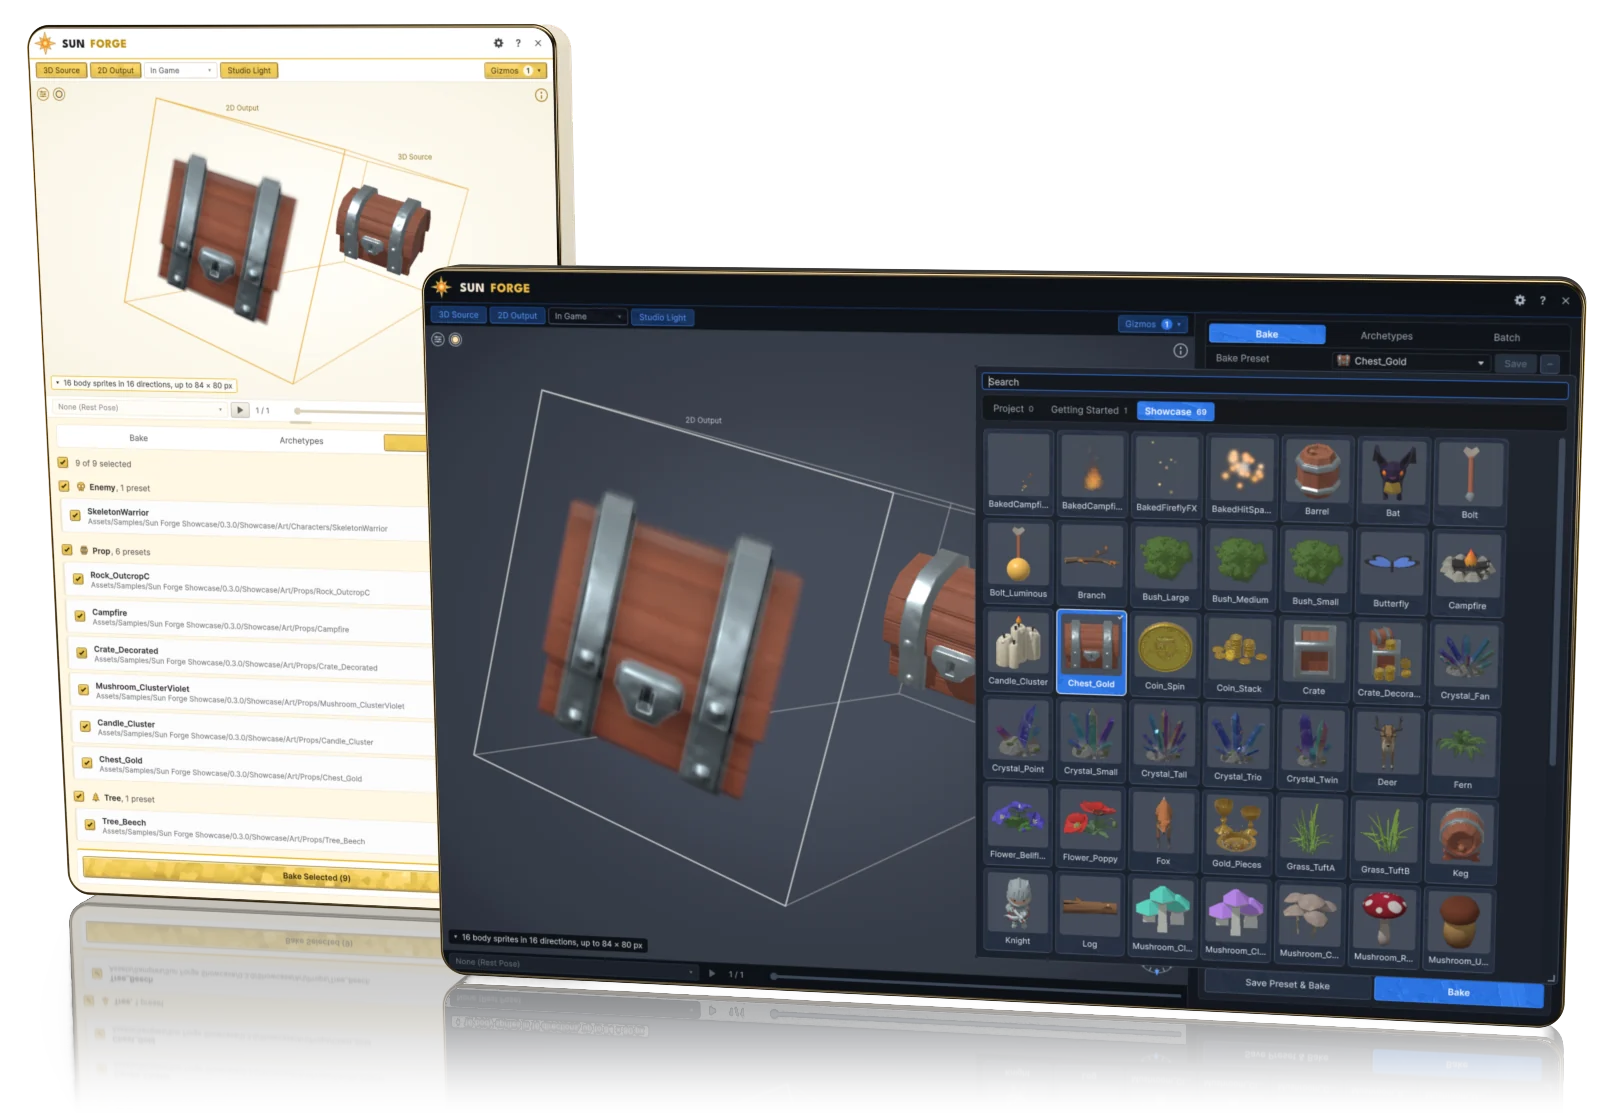 SUN FORGE
3D Source
2D Output
In Game
Studio Light
Gizmos 1
2D Output
3D Source
16 body sprites in 16 directions, up to 84 × 80 px
None (Rest Pose)
1 / 1
Bake
Archetypes
9 of 9 selected
Enemy, 1 preset
SkeletonWarrior
Assets/Samples/Sun Forge Showcase/0.3.0/Showcase/Art/Characters/SkeletonWarrior
Prop, 6 presets
Rock_OutcropC
Assets/Samples/Sun Forge Showcase/0.3.0/Showcase/Art/Props/Rock_OutcropC
Campfire
Assets/Samples/Sun Forge Showcase/0.3.0/Showcase/Art/Props/Campfire
Crate_Decorated
Assets/Samples/Sun Forge Showcase/0.3.0/Showcase/Art/Props/Crate_Decorated
Mushroom_ClusterViolet
Assets/Samples/Sun Forge Showcase/0.3.0/Showcase/Art/Props/Mushroom_ClusterViolet
Candle_Cluster
Assets/Samples/Sun Forge Showcase/0.3.0/Showcase/Art/Props/Candle_Cluster
Chest_Gold
Assets/Samples/Sun Forge Showcase/0.3.0/Showcase/Art/Props/Chest_Gold
Tree, 1 preset
Tree_Beech
Assets/Samples/Sun Forge Showcase/0.3.0/Showcase/Art/Props/Tree_Beech
Bake Selected (9)
SUN FORGE
3D Source
2D Output
In Game
Studio Light
Gizmos 1
2D Output
16 body sprites in 16 directions, up to 84 × 80 px
None (Rest Pose)
1 / 1
Bake
Archetypes
Batch
Bake Preset
Chest_Gold
Save
Search
Project 0
Getting Started 1
Showcase 69
BakedCampfi...
BakedCampfi...
BakedFireflyFX
BakedHitSpa...
Barrel
Bat
Bolt
Bolt_Luminous
Branch
Bush_Large
Bush_Medium
Bush_Small
Butterfly
Campfire
Candle_Cluster
Chest_Gold
Coin_Spin
Coin_Stack
Crate
Crate_Decora...
Crystal_Fan
Crystal_Point
Crystal_Small
Crystal_Tall
Crystal_Trio
Crystal_Twin
Deer
Fern
Flower_Bellfl...
Flower_Poppy
Fox
Gold_Pieces
Grass_TuftA
Grass_TuftB
Keg
Knight
Log
Mushroom_Cl...
Mushroom_Cl...
Mushroom_C...
Mushroom_R...
Mushroom_U...
Save Preset & Bake
Bake